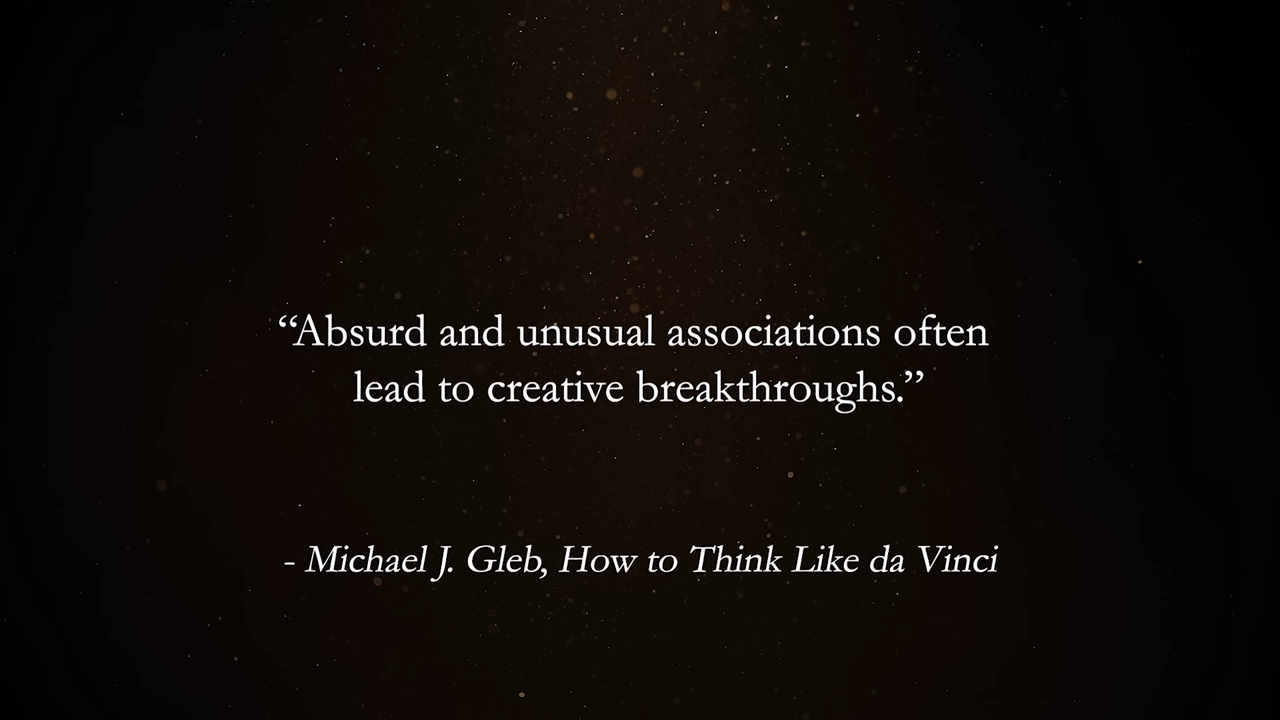 “Absurd and unusual associations often
lead to creative breakthroughs.”
- Michael J. Gleb, How to Think Like da Vinci